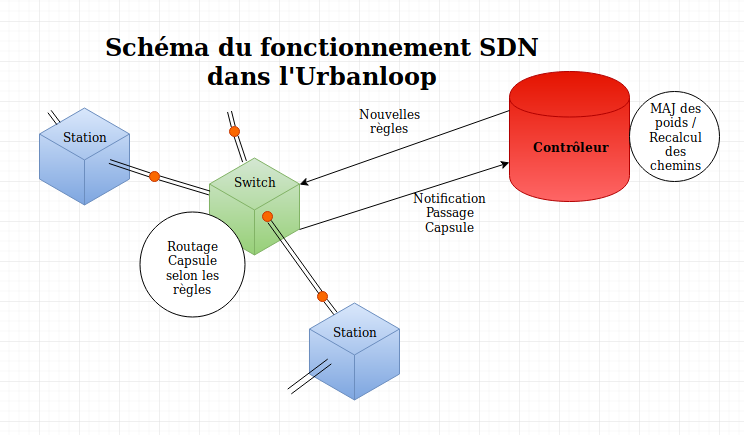 Schéma du fonctionnement SDN
dans l'Urbanloop
Station
Switch
Nouvelles
règles
Contrôleur
MAJ des
poids /
Recalcul
des
chemins
Notification
Passage
Capsule
Routage
Capsule
selon les
règles
Station